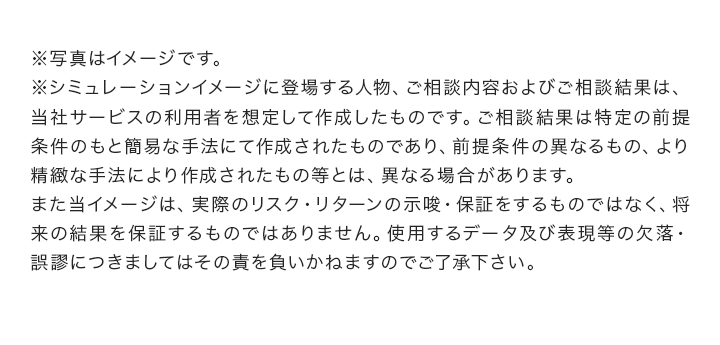 ※写真はイメージです。
※シミュレーションイメージに登場する人物、ご相談内容およびご相談結果は、
当社サービスの利用者を想定して作成したものです。ご相談結果は特定の前提
条件のもと簡易な手法にて作成されたものであり、前提条件の異なるもの、より
精緻な手法により作成されたもの等とは、異なる場合があります。
また当イメージは、実際のリスク・リターンの示唆・保証をするものではなく、将
来の結果を保証するものではありません。使用するデータ及び表現等の欠落・
誤謬につきましてはその責を負いかねますのでご了承下さい。